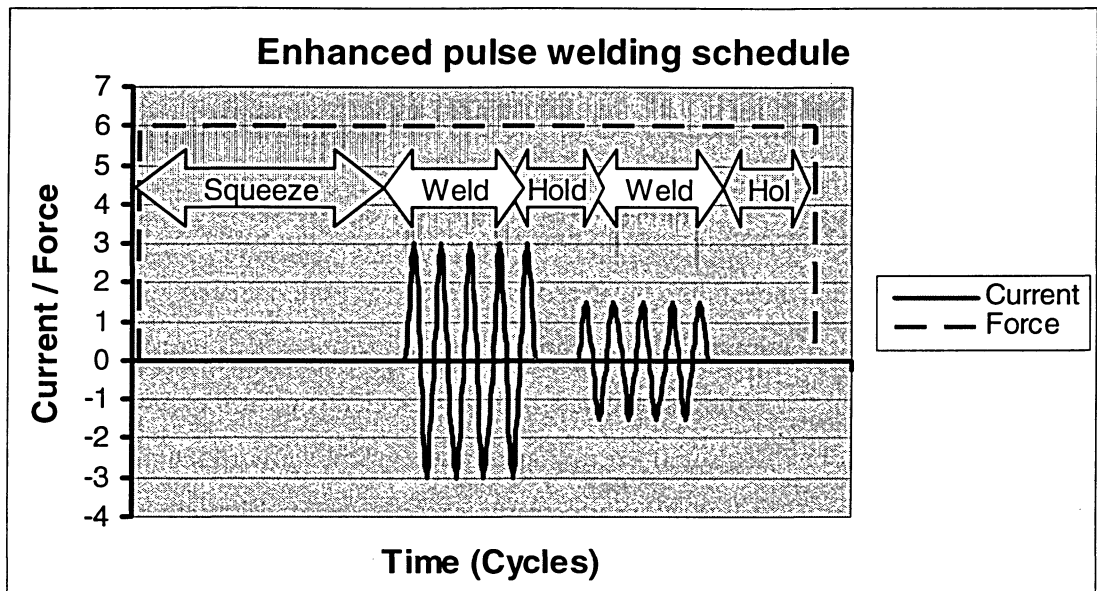 Enhanced pulse welding schedule
7
6
5
4
3
2
1
0
-1
-2
-3
-4
Current / Force
Squeeze
Weld
Hold
Weld
Hol
Current
Force
Time (Cycles)